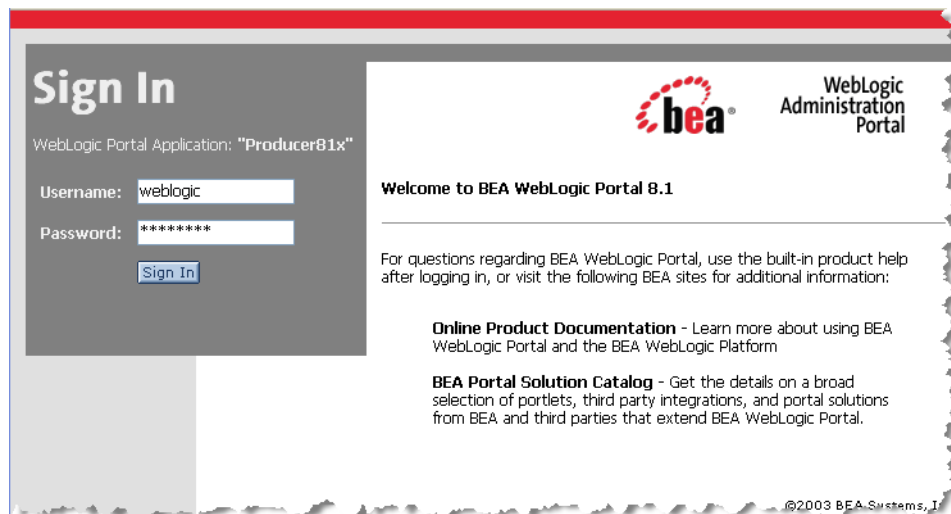 Sign In
WebLogic Portal Application: "Producer81x"
Username: weblogic
Password: ********
Sign In
bea
WebLogic
Administration
Portal
Welcome to BEA WebLogic Portal 8.1
For questions regarding BEA WebLogic Portal, use the built-in product help
after logging in, or visit the following BEA sites for additional information:
Online Product Documentation - Learn more about using BEA
WebLogic Portal and the BEA WebLogic Platform
BEA Portal Solution Catalog - Get the details on a broad
selection of portlets, third party integrations, and portal solutions
from BEA and third parties that extend BEA WebLogic Portal.
©2003 BEA Systems,